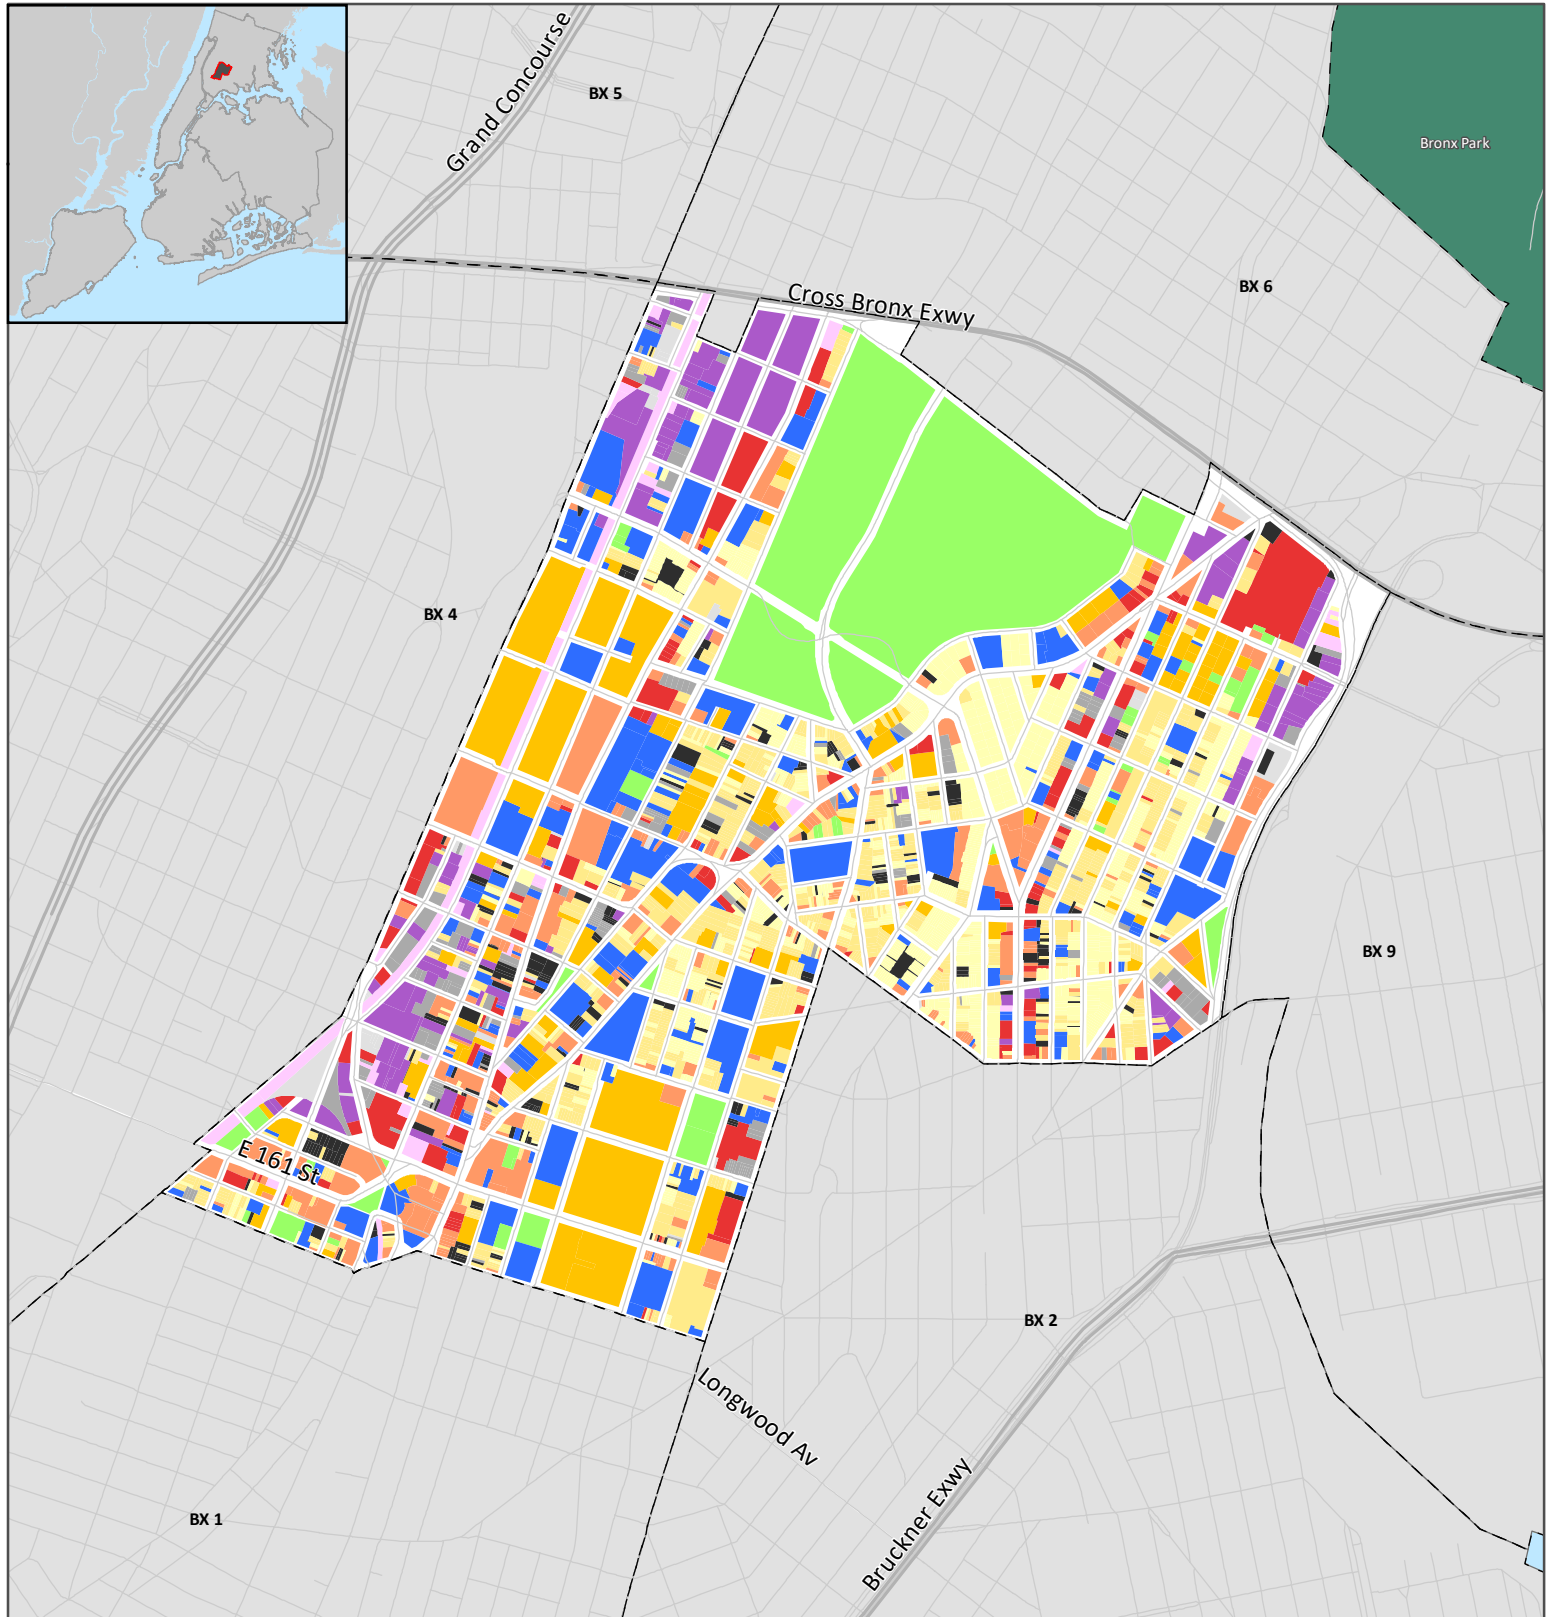 Grand Concourse
BX 5
Bronx Park
BX 6
Cross Bronx Exwy
BX 4
BX 9
E 161 St
BX 2
Longwood Av
Bruckner Exwy
BX 1